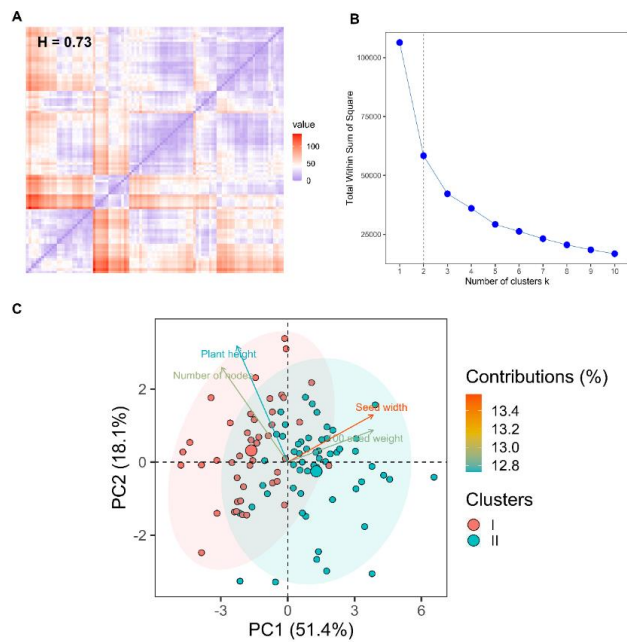 A
H = 0.73
value
100
50
0
B
Total Within Sum of Square
100000
75000
50000
25000
1 2 3 4 5 6 7 8 9 10
Number of clusters k
C
Plant height
Number of nodes
Seed width
00 seed weight
PC2 (18.1%)
2
0
-2
-3 0 3 6
PC1 (51.4%)
Contributions (%)
13.4
13.2
13.0
12.8
Clusters
I
II